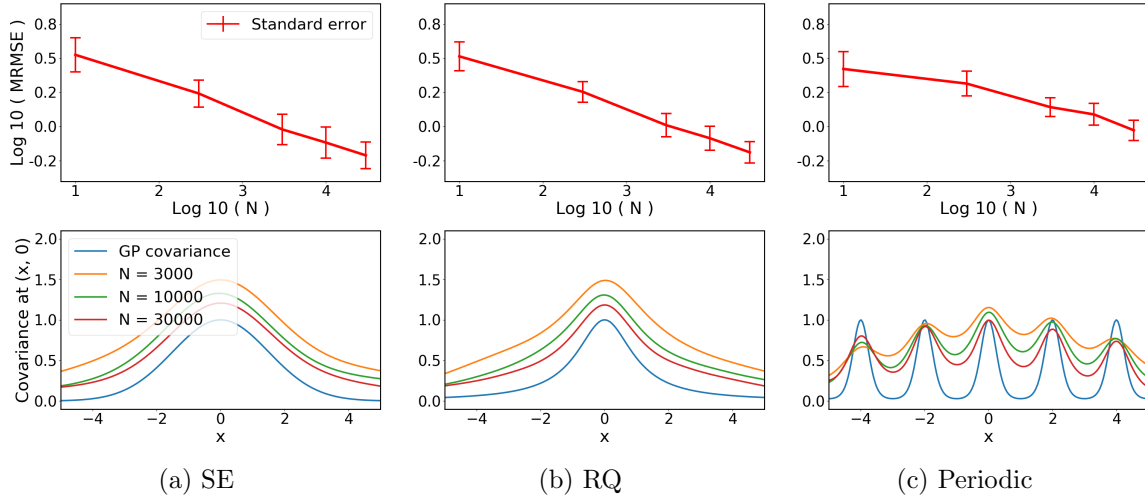 Log 10 ( MRMSE )
0.8
0.5
0.2
0.0
-0.2
Standard error
1 2 3 4
Log 10 ( N )
0.8
0.5
0.2
0.0
-0.2
1 2 3 4
Log 10 ( N )
0.8
0.5
0.2
0.0
-0.2
1 2 3 4
Log 10 ( N )
Covariance at (x, 0)
2.0
1.5
1.0
0.5
0.0
GP covariance
N = 3000
N = 10000
N = 30000
−4 −2 0 2 4
x
2.0
1.5
1.0
0.5
0.0
−4 −2 0 2 4
x
2.0
1.5
1.0
0.5
0.0
−4 −2 0 2 4
x
(a) SE
(b) RQ
(c) Periodic